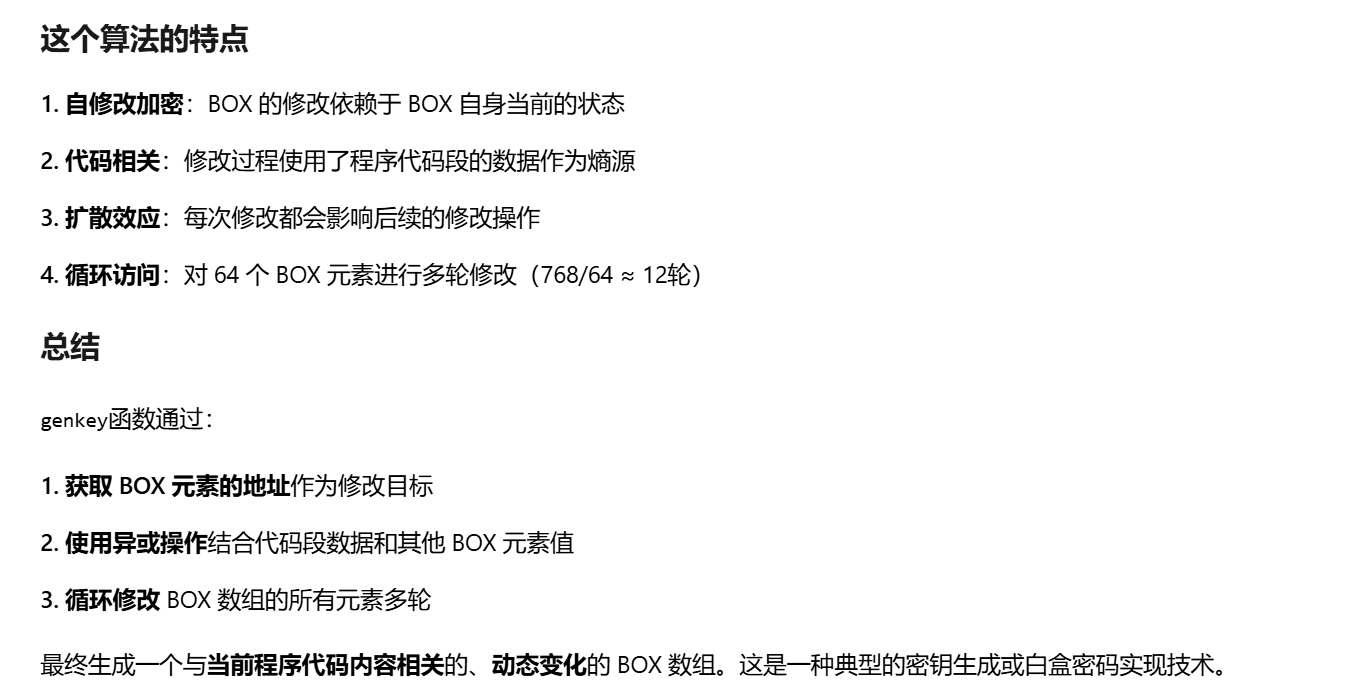 这个算法的特点
1. 自修改加密：BOX 的修改依赖于 BOX 自身当前的状态
2. 代码相关：修改过程使用了程序代码段的数据作为熵源
3. 扩散效应：每次修改都会影响后续的修改操作
4. 循环访问：对 64 个 BOX 元素进行多轮修改（768/64 ≈ 12轮）
总结
genkey函数通过：
1. 获取 BOX 元素的地址作为修改目标
2. 使用异或操作结合代码段数据和其他 BOX 元素值
3. 循环修改 BOX 数组的所有元素多轮
最终生成一个与当前程序代码内容相关的、动态变化的 BOX 数组。这是一种典型的密钥生成或白盒密码实现技术。